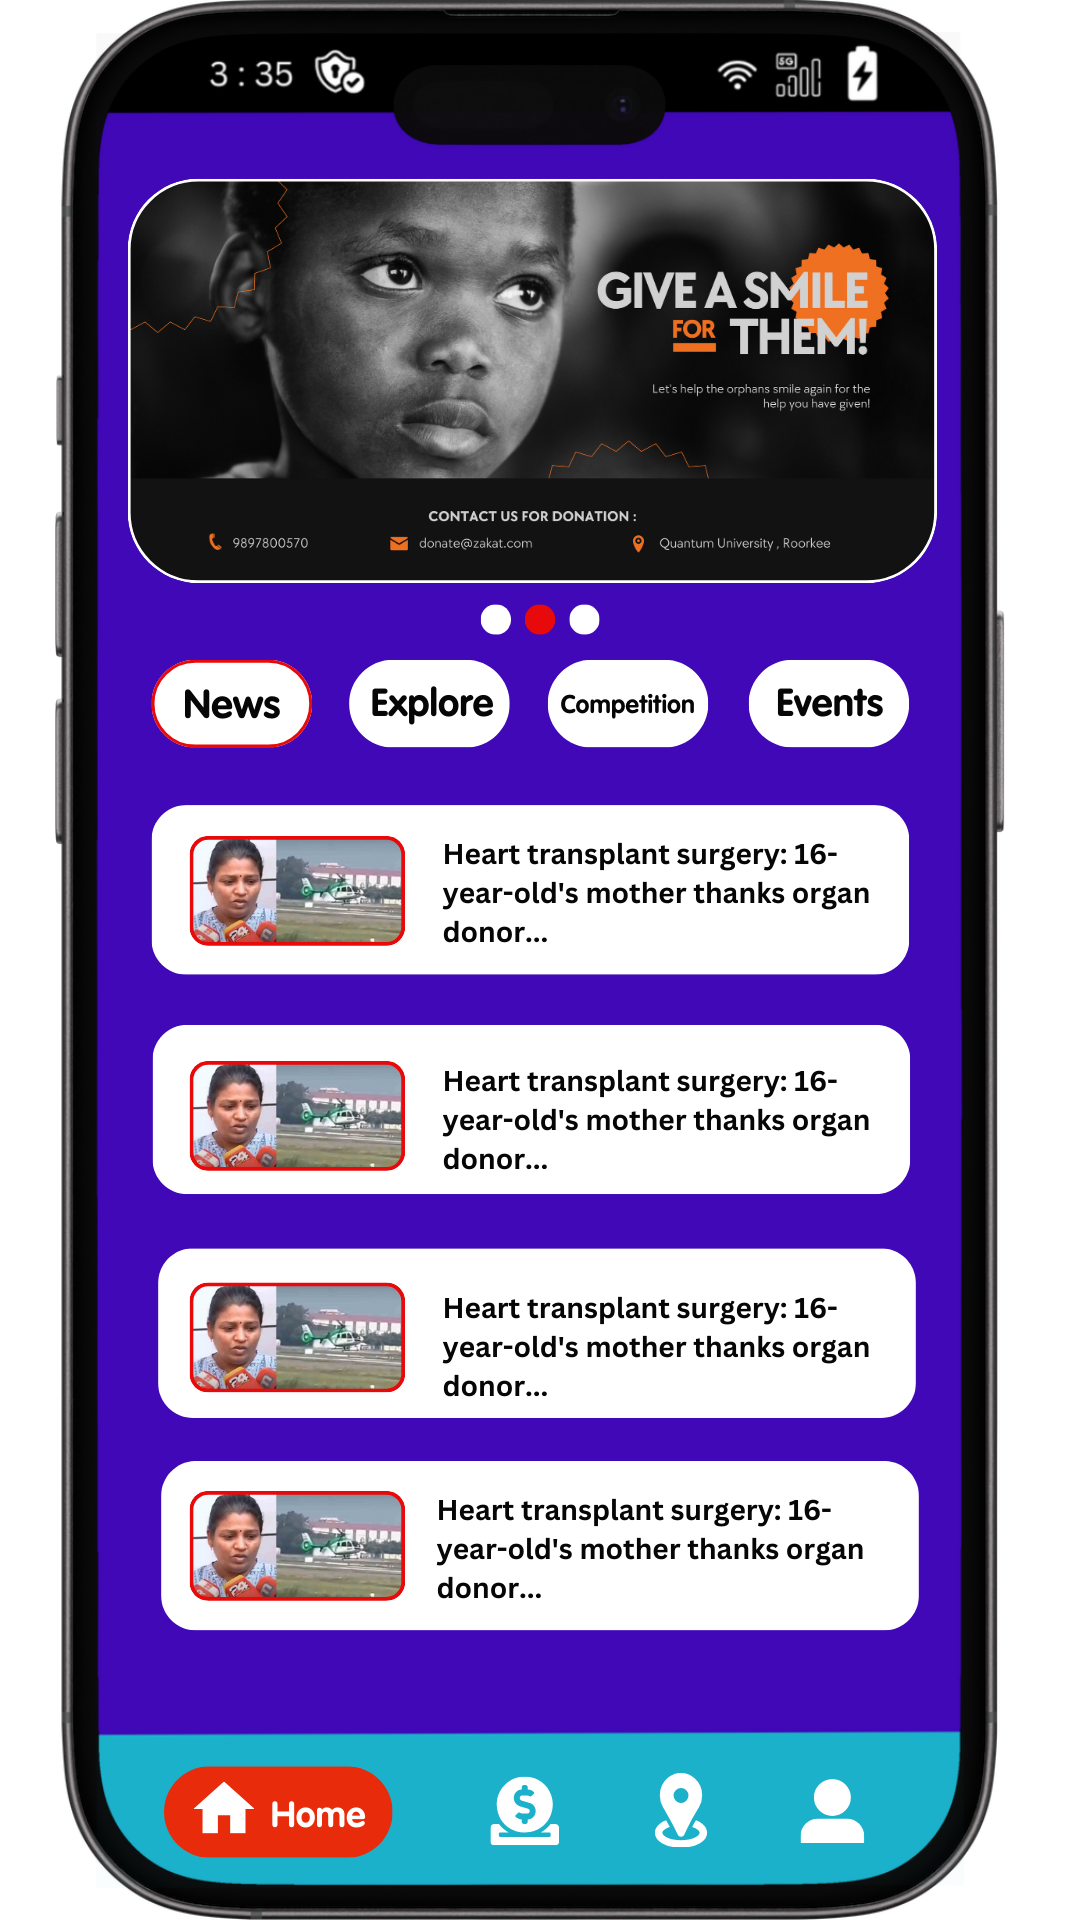 3 : 35
5G
GIVE A SMILE
FOR THEM!
Let's help the orphans smile again for the
help you have given!
CONTACT US FOR DONATION :
9897800570 donate@zakat.com Quantum University , Roorkee
News Explore Competition Events
Heart transplant surgery: 16-
year-old's mother thanks organ
donor...
Heart transplant surgery: 16-
year-old's mother thanks organ
donor...
Heart transplant surgery: 16-
year-old's mother thanks organ
donor...
Heart transplant surgery: 16-
year-old's mother thanks organ
donor...
Home